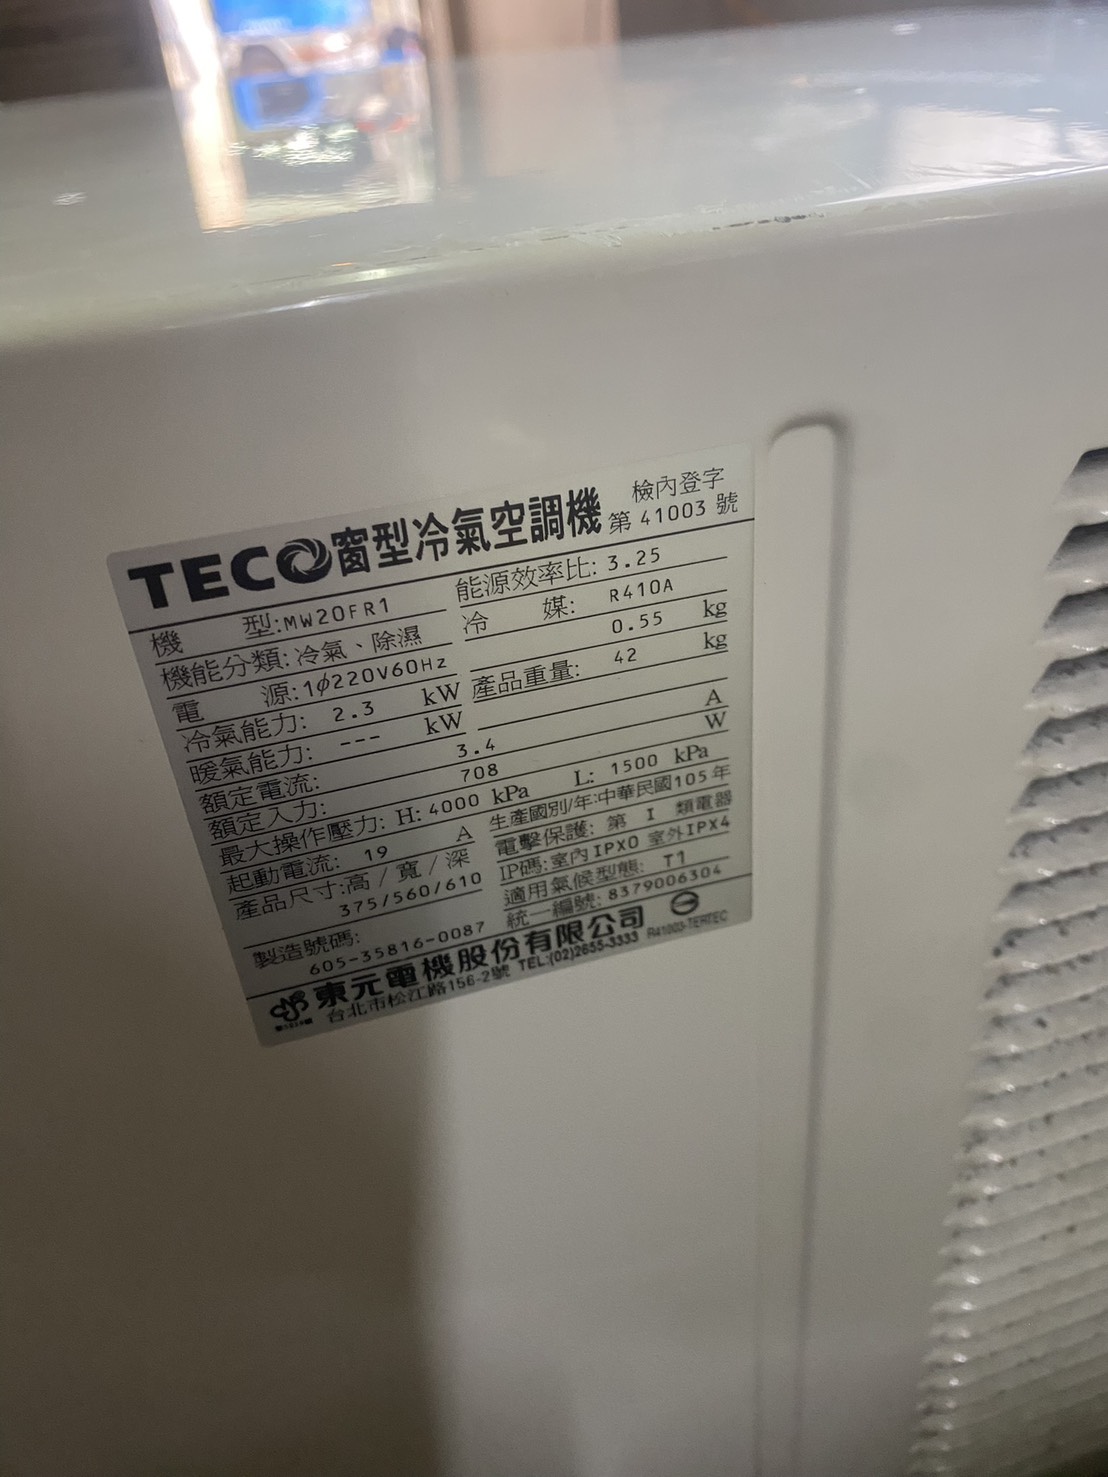 TECO 窗型冷氣空調機 檢內登字
第 41003 號
機 型:MW20FR1 能源效率比: 3.25
機能分類: 冷氣、除濕 冷 媒: R410A
電 源:1φ220V60Hz 0.55 kg
冷氣能力: 2.3 kW 產品重量: 42 kg
暖氣能力: --- kW
額定電流: 3.4 A
額定入力: 708 W
最大操作壓力: H: 4000 kPa L: 1500 kPa
起動電流: 19 A 生產國別/年:中華民國105年
產品尺寸:高/寬/深 電擊保護: 第 I 類電器
375/560/610 IP碼:室內IPX0 室外IPX4
適用氣候型態: T1
製造號碼: 統一編號: 8379006304
605-35816-0087
東元電機股份有限公司 R41003-TERTEC
台北市松江路156-2號 TEL:(02)2655-3333